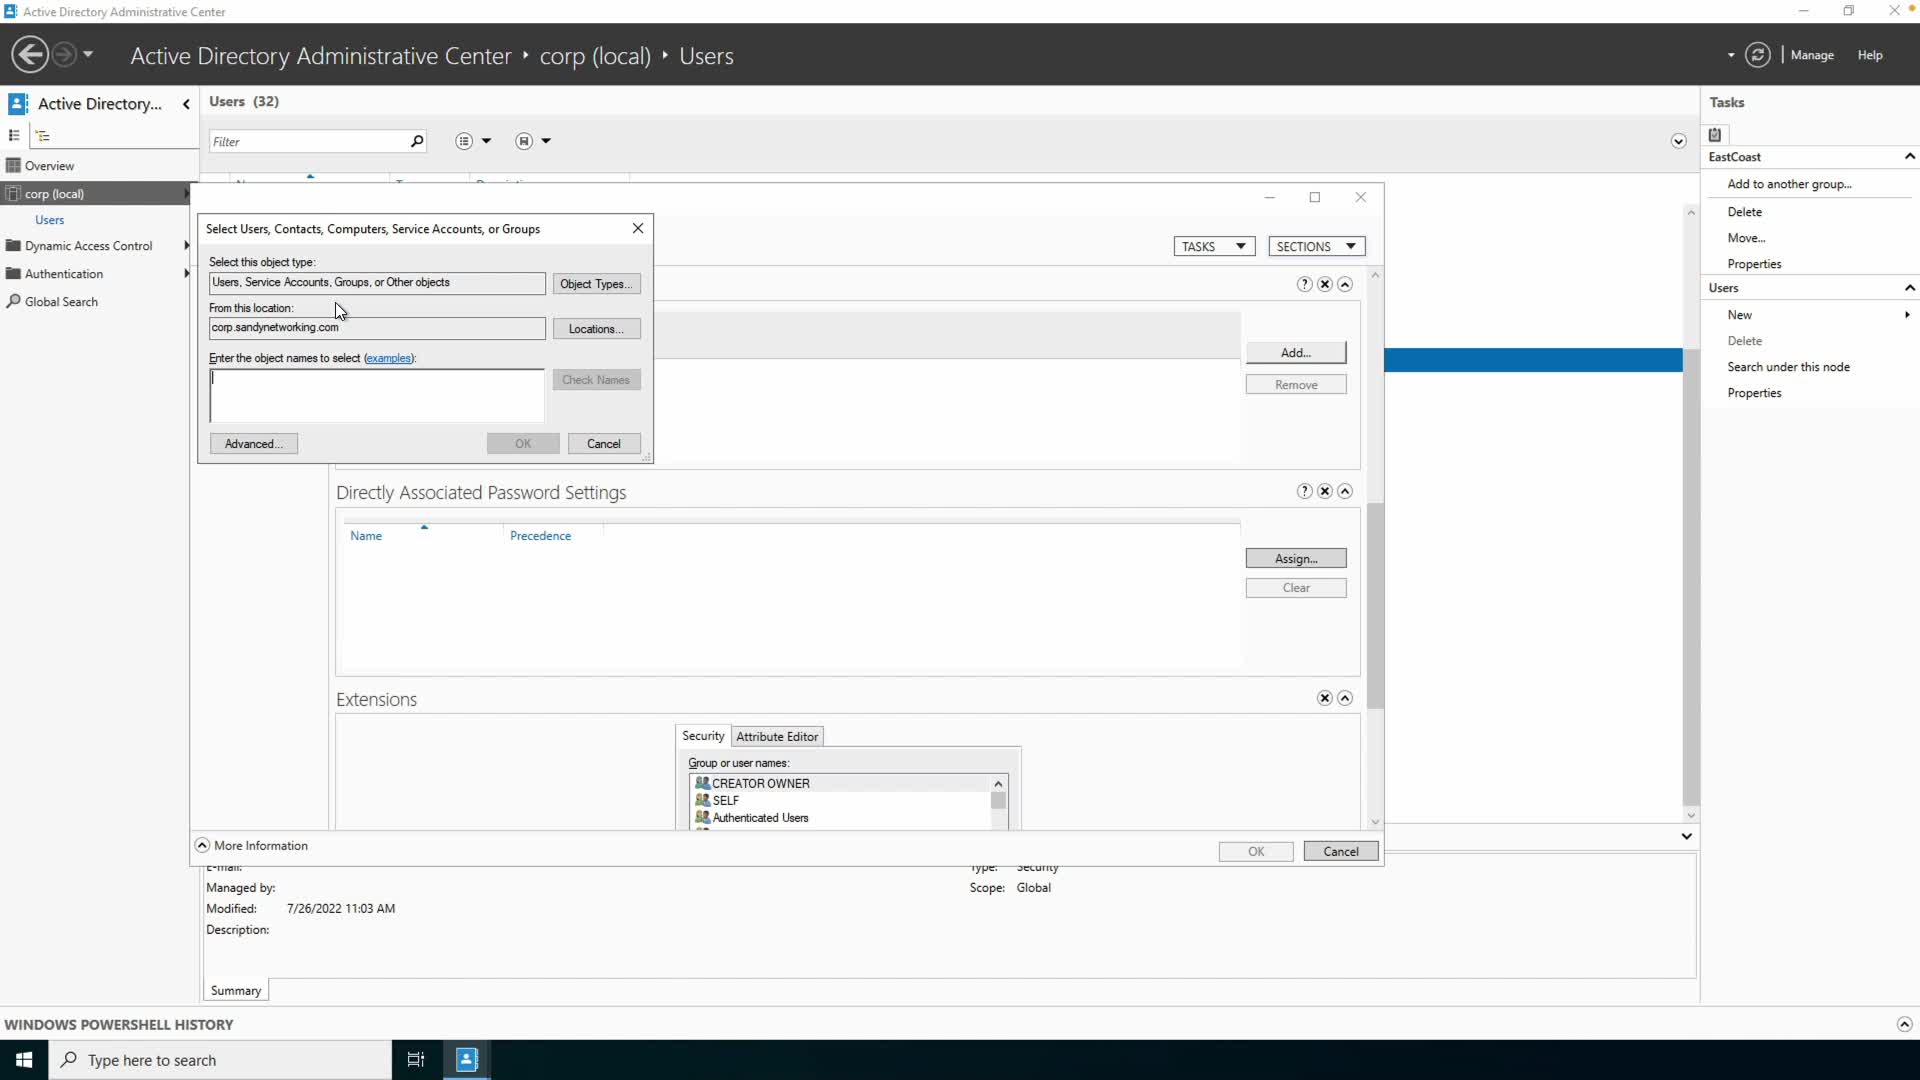 Active Directory Administrative Center
Active Directory Administrative Center • corp (local) • Users
Manage
Help
Active Directory...
Overview
corp (local)
Users
Dynamic Access Control
Authentication
Global Search
Users (32)
Filter
TASKS
SECTIONS
Select Users, Contacts, Computers, Service Accounts, or Groups
Select this object type:
Users, Service Accounts, Groups, or Other objects
Object Types...
From this location:
corp.sandynetworking.com
Locations...
Enter the object names to select (examples):
Check Names
Advanced...
OK
Cancel
Add...
Remove
Directly Associated Password Settings
Name
Precedence
Assign...
Clear
Extensions
Security
Attribute Editor
Group or user names:
CREATOR OWNER
SELF
Authenticated Users
More Information
OK
Cancel
E-mail:
Type: Security
Managed by:
Scope: Global
Modified: 7/26/2022 11:03 AM
Description:
Summary
Tasks
EastCoast
Add to another group...
Delete
Move...
Properties
Users
New
Delete
Search under this node
Properties
WINDOWS POWERSHELL HISTORY
Type here to search